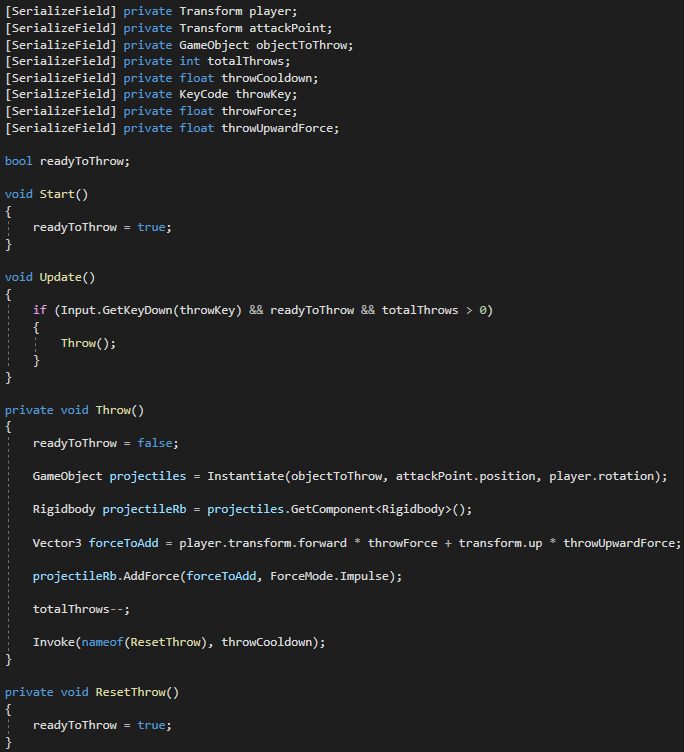 [SerializeField] private Transform player;
[SerializeField] private Transform attackPoint;
[SerializeField] private GameObject objectToThrow;
[SerializeField] private int totalThrows;
[SerializeField] private float throwCooldown;
[SerializeField] private KeyCode throwKey;
[SerializeField] private float throwForce;
[SerializeField] private float throwUpwardForce;

bool readyToThrow;

void Start()
{
    readyToThrow = true;
}

void Update()
{
    if (Input.GetKeyDown(throwKey) && readyToThrow && totalThrows > 0)
    {
        Throw();
    }
}

private void Throw()
{
    readyToThrow = false;

    GameObject projectiles = Instantiate(objectToThrow, attackPoint.position, player.rotation);

    Rigidbody projectileRb = projectiles.GetComponent<Rigidbody>();

    Vector3 forceToAdd = player.transform.forward * throwForce + transform.up * throwUpwardForce;

    projectileRb.AddForce(forceToAdd, ForceMode.Impulse);

    totalThrows--;

    Invoke(nameof(ResetThrow), throwCooldown);
}

private void ResetThrow()
{
    readyToThrow = true;
}